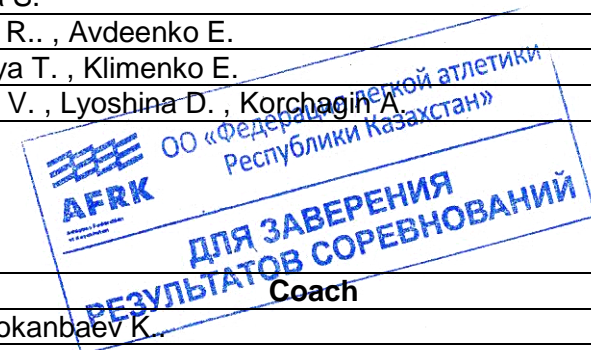 R.. , Avdeenko E.
ya T. , Klimenko E.
V. , Lyoshina D. , Korchagin A.
ОО «Федерация легкой атлетики
Республики Казахстан»
AFRK
ДЛЯ ЗАВЕРЕНИЯ
РЕЗУЛЬТАТОВ СОРЕВНОВАНИЙ
Coach
okanbaev K..